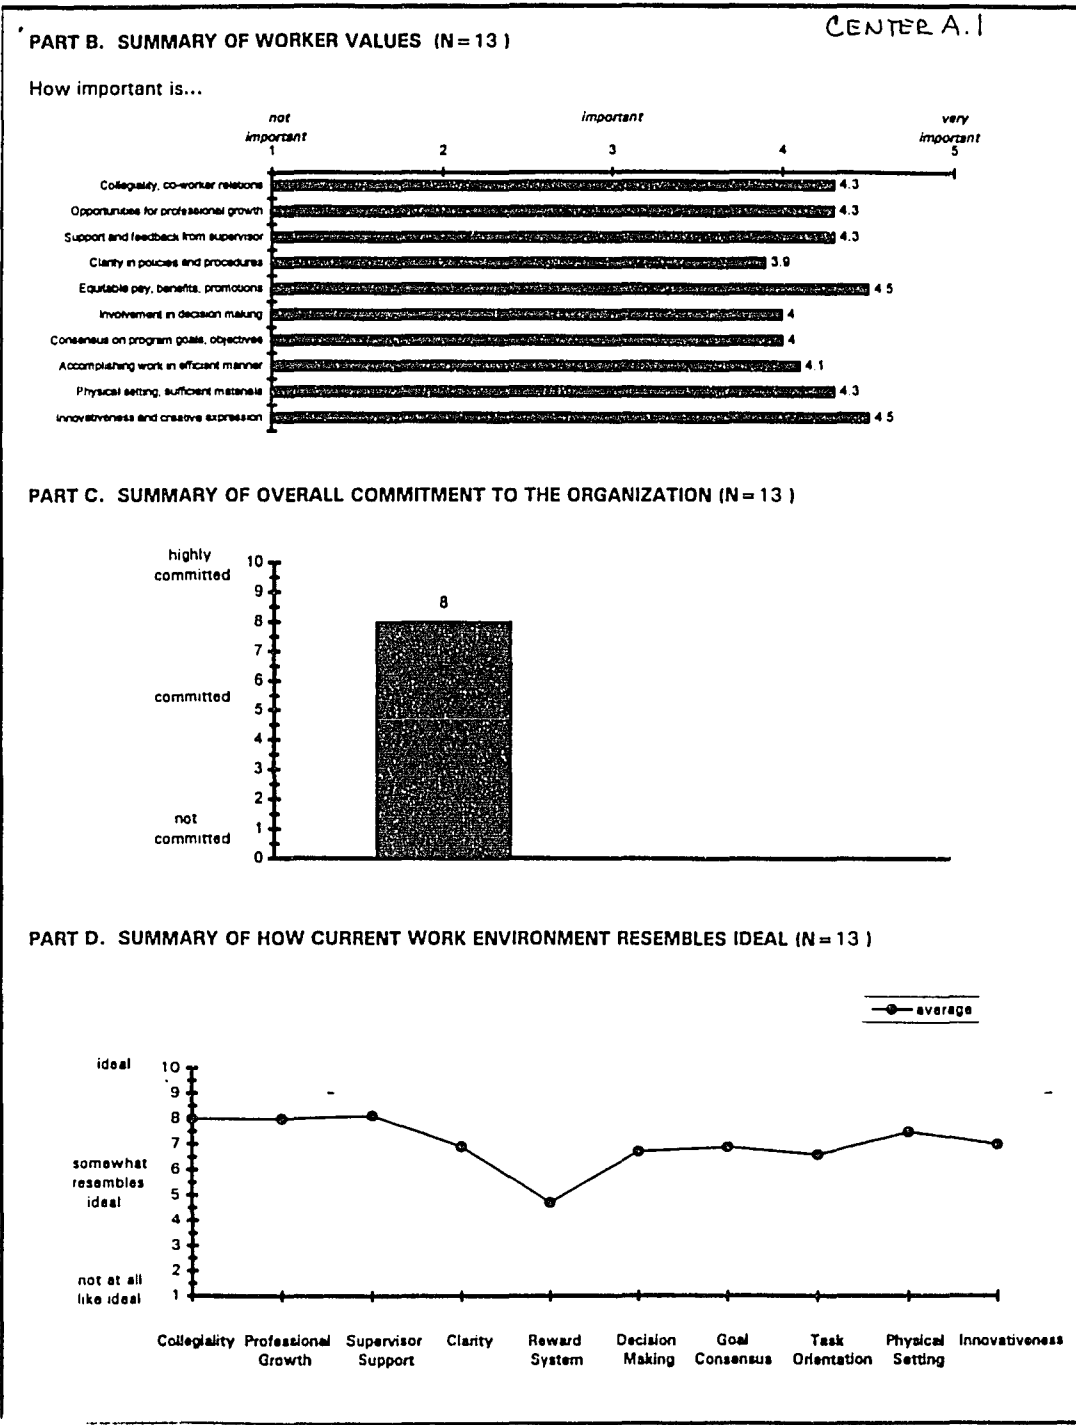 CENTER A.1
PART B. SUMMARY OF WORKER VALUES (N=13 )
How important is...
not important
important
very important
1 2 3 4 5
Collegiality, co-worker relations 4.3
Opportunities for professional growth 4.3
Support and feedback from supervisor 4.3
Clarity in policies and procedures 3.9
Equitable pay, benefits, promotions 4 5
Involvement in decision making 4
Consensus on program goals, objectives 4
Accomplishing work in efficient manner 4.1
Physical setting, sufficient materials 4.3
Innovativeness and creative expression 4 5
PART C. SUMMARY OF OVERALL COMMITMENT TO THE ORGANIZATION (N=13 )
highly
committed
committed
not
committed
10
9
8
7
6
5
4
3
2
1
0
8
PART D. SUMMARY OF HOW CURRENT WORK ENVIRONMENT RESEMBLES IDEAL (N=13 )
average
ideal
somewhat
resembles
ideal
not at all
like ideal
10
9
8
7
6
5
4
3
2
1
Collegiality Professional Supervisor Clarity Reward Decision Goal Task Physical Innovativeness
Growth Support System Making Consensus Orientation Setting